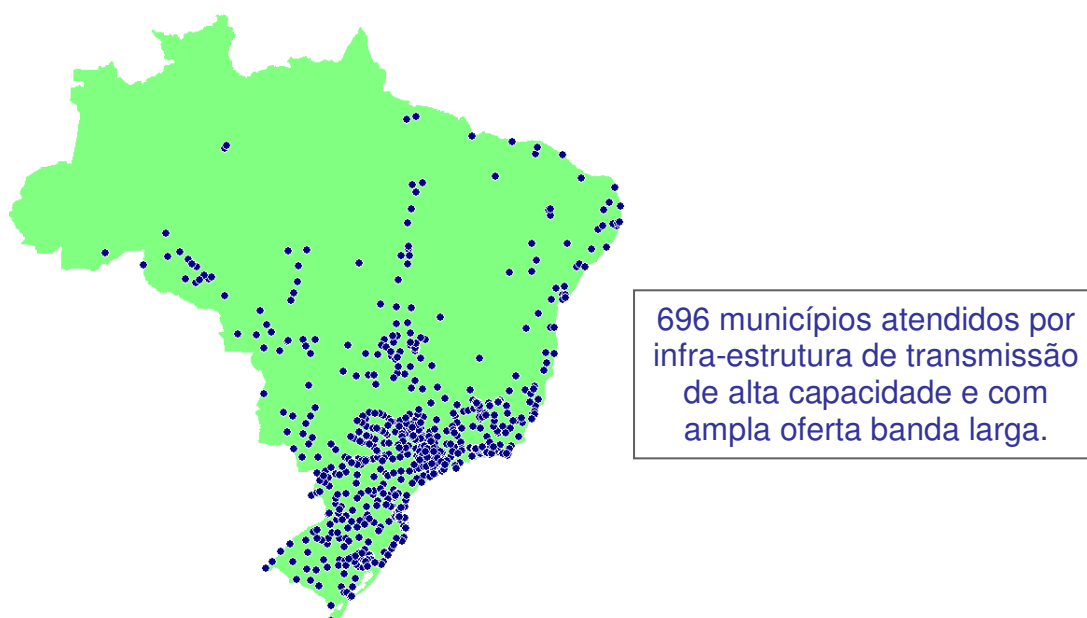 696 municípios atendidos por
infra-estrutura de transmissão
de alta capacidade e com
ampla oferta banda larga.